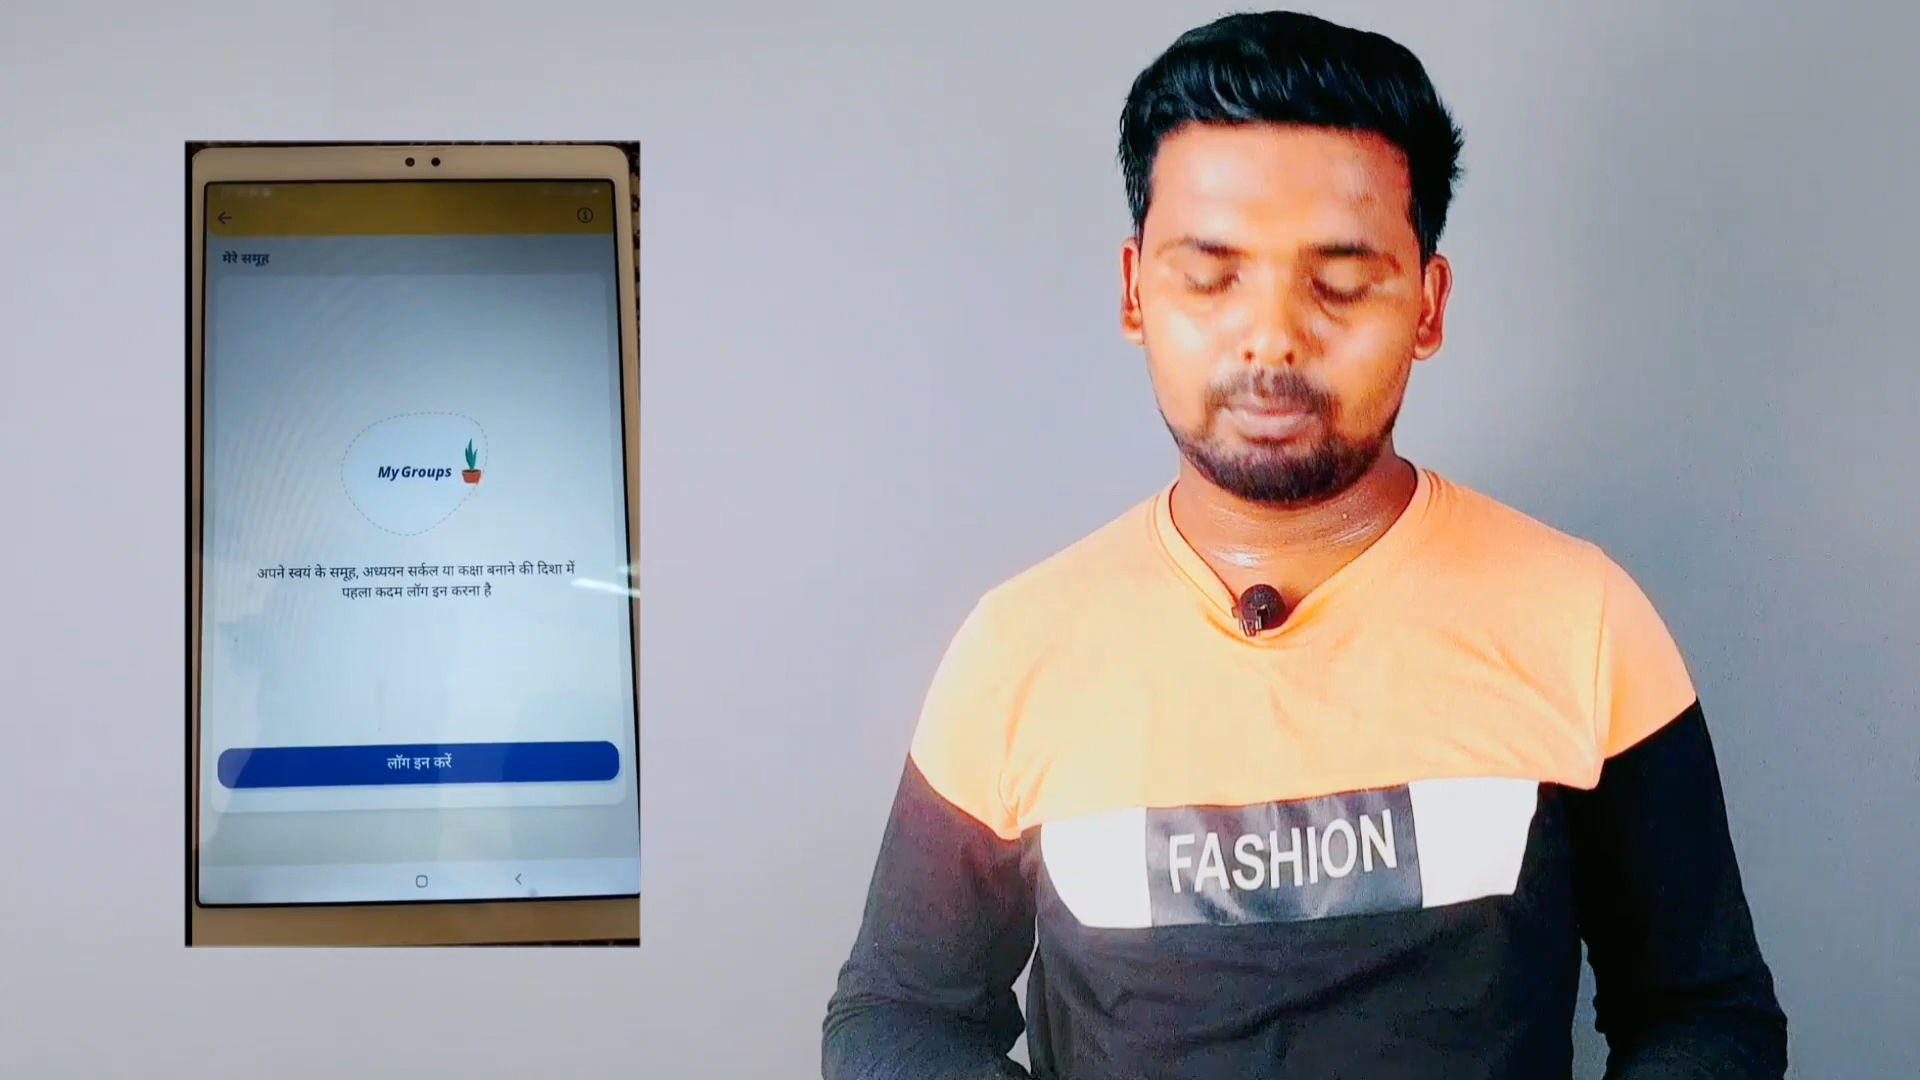 मेरे समूह
My Groups
अपने स्वयं के समूह, अध्ययन सर्कल या कक्षा बनाने की दिशा में
पहला कदम लॉग इन करना है
लॉग इन करें
FASHION